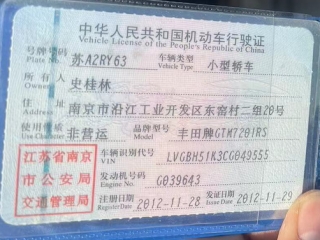 中华人民共和国机动车行驶证
Vehicle License of the People's Republic of China
号牌号码 Plate No. 苏A2RY63 车辆类型 Vehicle Type 小型轿车
所有人 Owner 史桂林
住址 Address 南京市沿江工业开发区东窑村二组20号
使用性质 Use 非营运 品牌型号 Model 丰田牌GTM7201RS
江苏省南京市公安局交通管理局
车辆识别代号 VIN LVGBH51K3CG049555
发动机号码 Engine No. G039643
注册日期 Register Date 2012-11-28 发证日期 Issue Date 2012-11-29